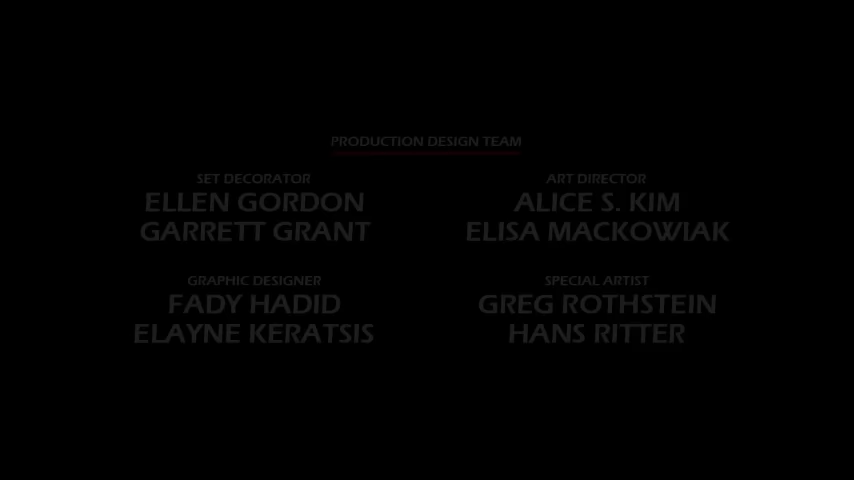 PRODUCTION DESIGN TEAM
SET DECORATOR
ELLEN GORDON
GARRETT GRANT
ART DIRECTOR
ALICE S. KIM
ELISA MACKOWIAK
GRAPHIC DESIGNER
FADY HADID
ELAYNE KERATSIS
SPECIAL ARTIST
GREG ROTHSTEIN
HANS RITTER